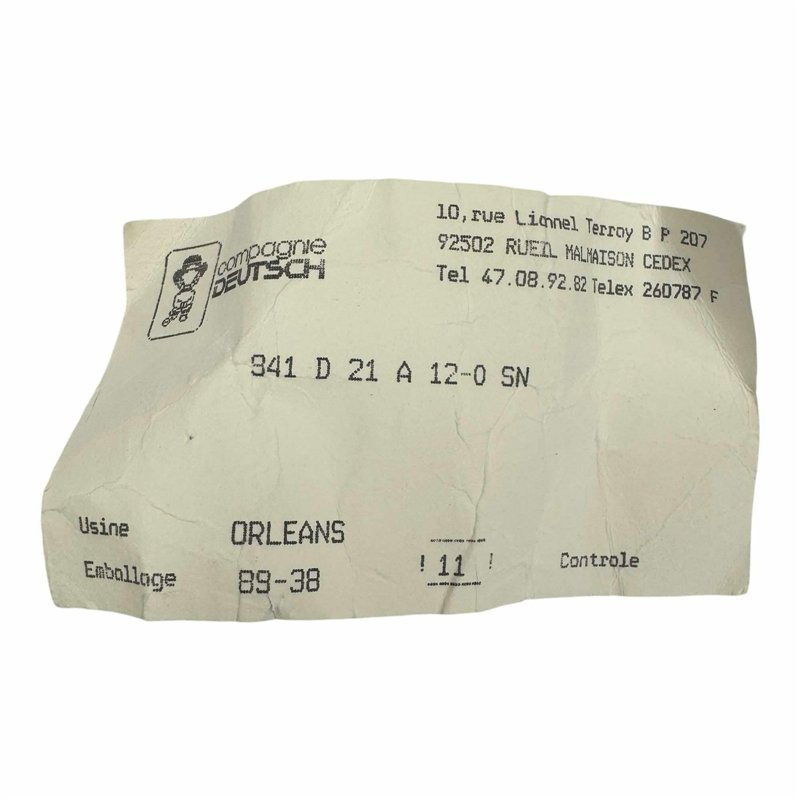 compagnie
DEUTSCH
10,rue Lionnel Terray B P 207
92502 RUEIL MALMAISON CEDEX
Tel 47.08.92.82 Telex 260787 F
941 D 21 A 12-0 SN
Usine ORLEANS
Emballage 89-38 ! 11 ! Controle